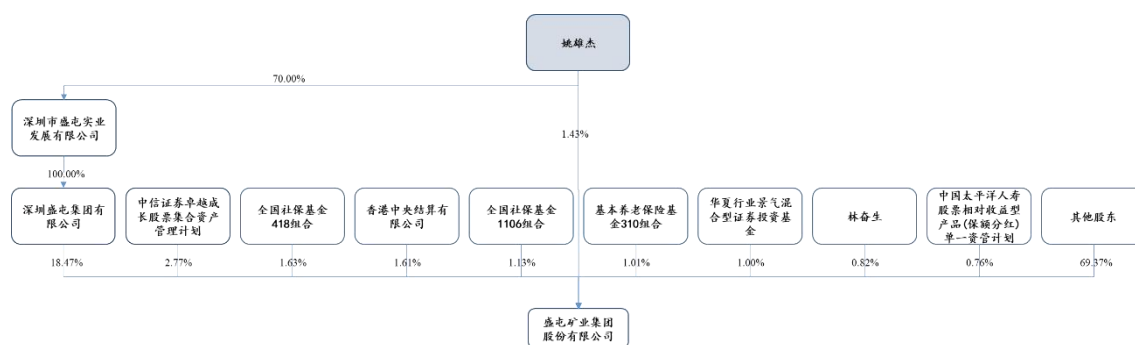 姚雄杰
70.00%
深圳市盛屯实业
发展有限公司
1.43%
100.00%
深圳盛屯集团有
限公司
中信证券卓越成
长股票集合资产
管理计划
全国社保基金
418组合
香港中央结算有
限公司
全国社保基金
1106组合
基本养老保险基
金310组合
华夏行业景气混
合型证券投资基
金
林奋生
中国太平洋人寿
股票相对收益型
产品(保额分红)
单一资管计划
其他股东
18.47%
2.77%
1.63%
1.61%
1.13%
1.01%
1.00%
0.82%
0.76%
69.37%
盛屯矿业集团
股份有限公司